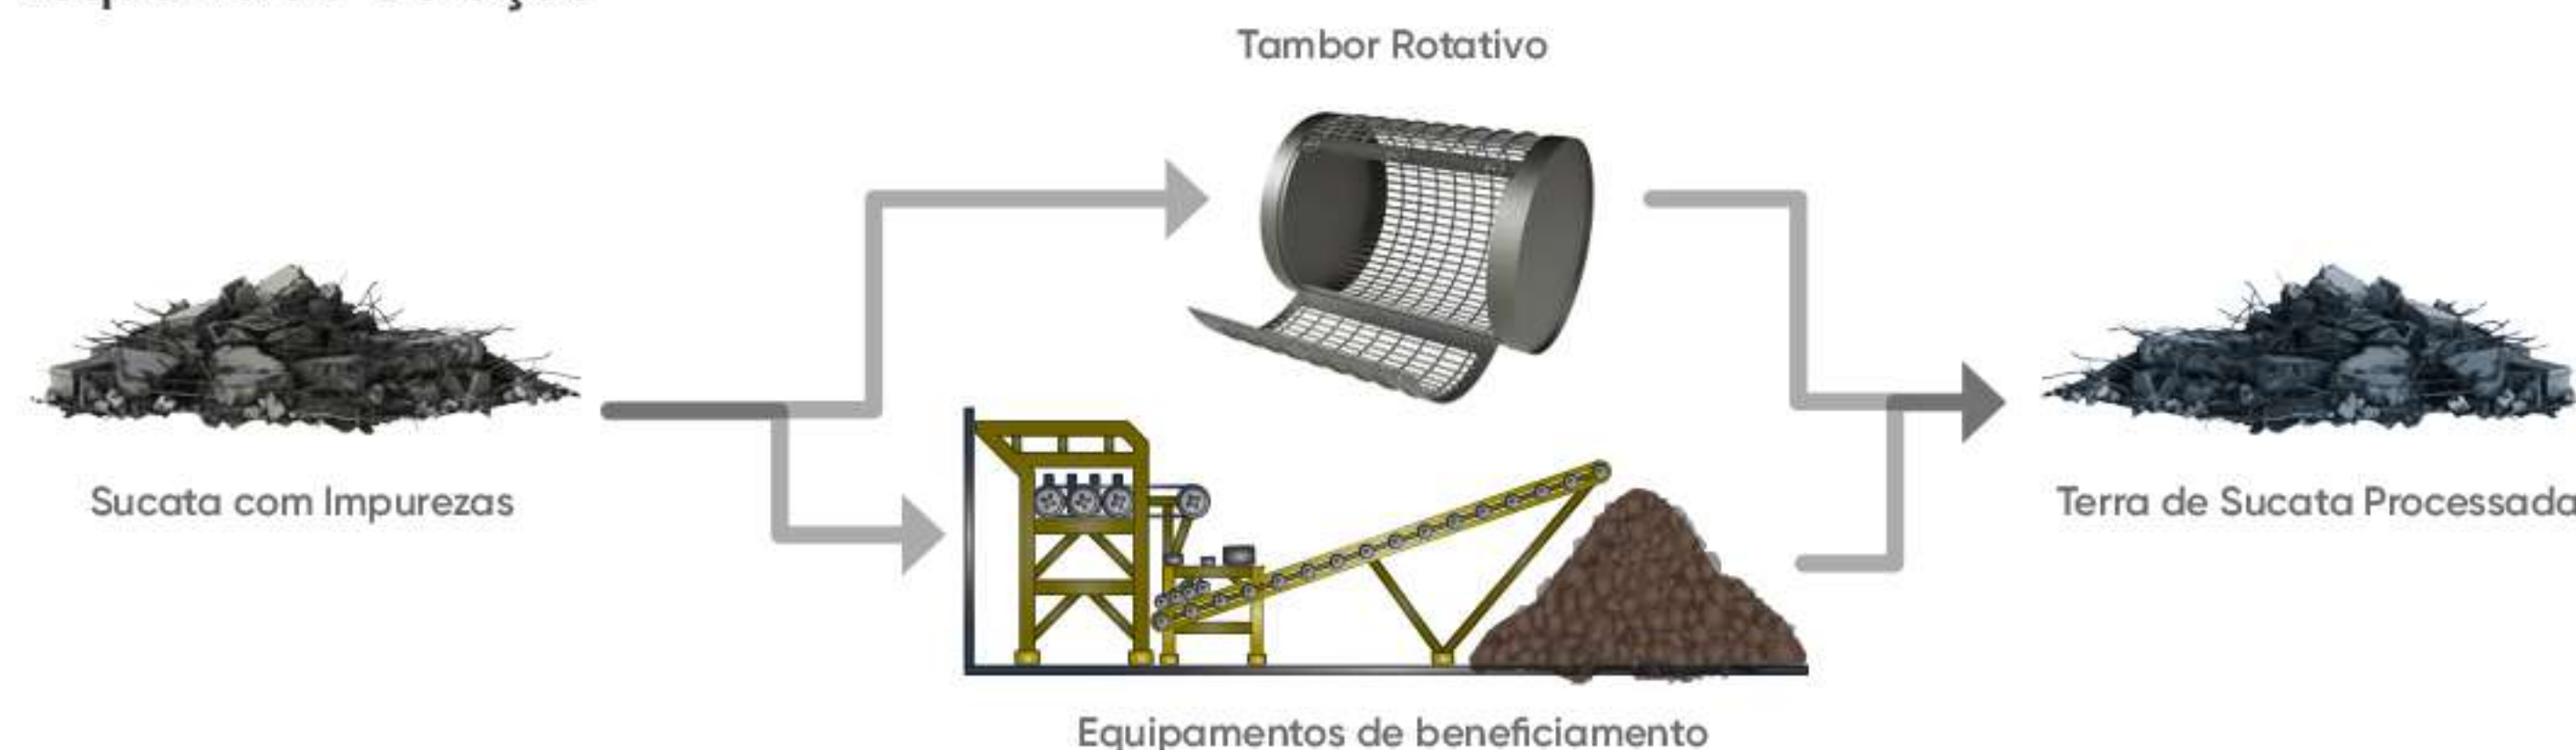 Tambor Rotativo
Sucata com Impurezas
Terra de Sucata Processada
Equipamentos de beneficiamento